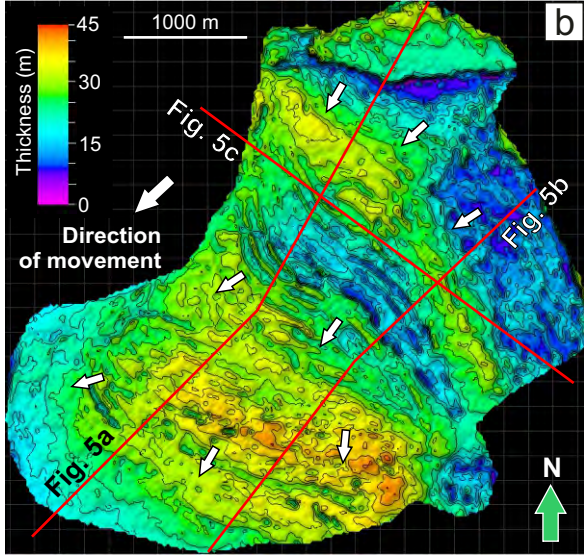 b
1000 m
Thickness (m)
45
30
15
0
Fig. 5c
Fig. 5b
Direction
of movement
Fig. 5a
N